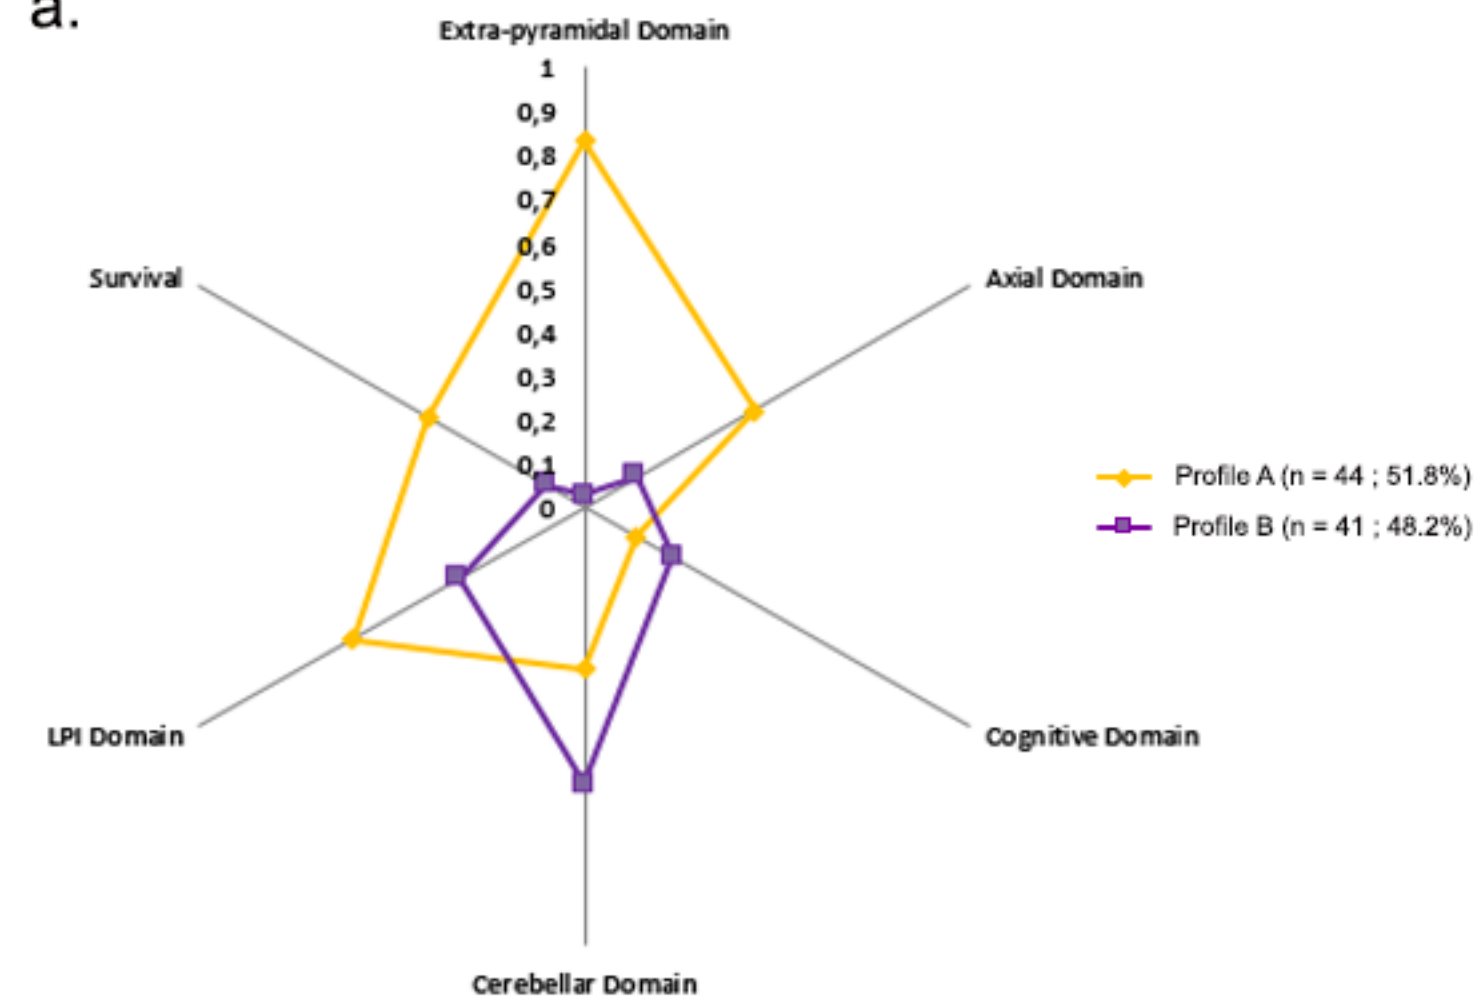 a.
Extra-pyramidal Domain
1
0,9
0,8
0,7
0,6
0,5
0,4
0,3
0,2
0,1
0
Survival
Axial Domain
Profile A (n = 44 ; 51.8%)
Profile B (n = 41 ; 48.2%)
LPI Domain
Cognitive Domain
Cerebellar Domain